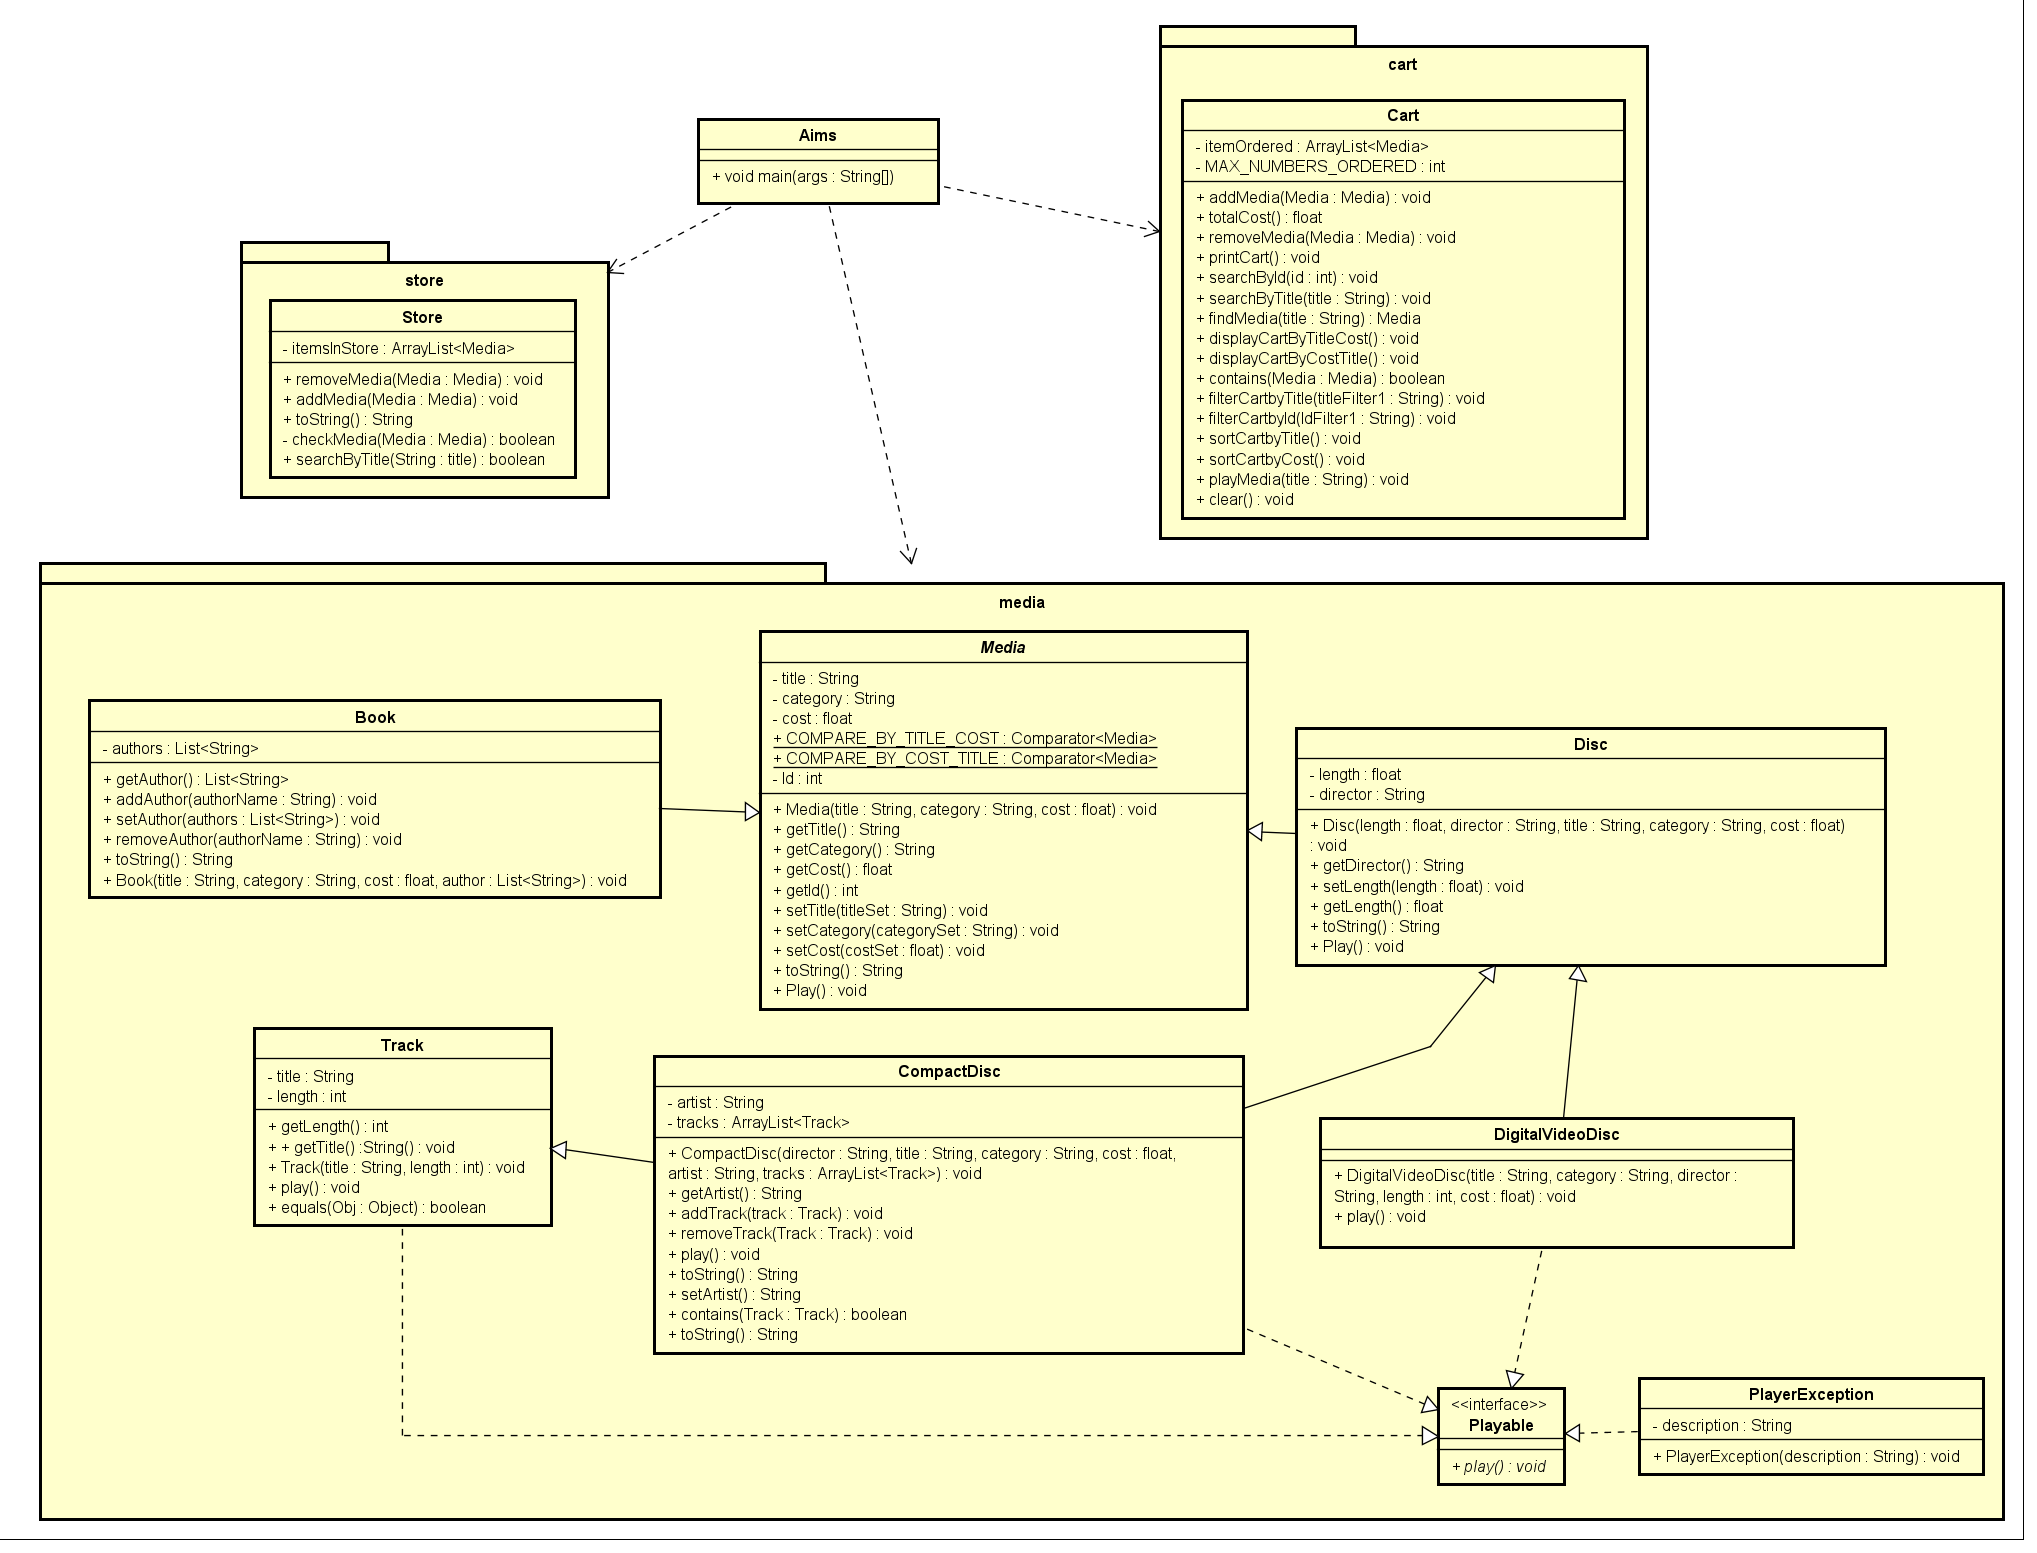 cart
Cart
- itemOrdered : ArrayList<Media>
- MAX_NUMBERS_ORDERED : int
+ addMedia(Media : Media) : void
+ totalCost() : float
+ removeMedia(Media : Media) : void
+ printCart() : void
+ searchById(id : int) : void
+ searchByTitle(title : String) : void
+ findMedia(title : String) : Media
+ displayCartByTitleCost() : void
+ displayCartByCostTitle() : void
+ contains(Media : Media) : boolean
+ filterCartbyTitle(titleFilter1 : String) : void
+ filterCartbyId(IdFilter1 : String) : void
+ sortCartbyTitle() : void
+ sortCartbyCost() : void
+ playMedia(title : String) : void
+ clear() : void
Aims
+ void main(args : String[])
store
Store
- itemsInStore : ArrayList<Media>
+ removeMedia(Media : Media) : void
+ addMedia(Media : Media) : void
+ toString() : String
- checkMedia(Media : Media) : boolean
+ searchByTitle(String : title) : boolean
media
Media
- title : String
- category : String
- cost : float
+ COMPARE_BY_TITLE_COST : Comparator<Media>
+ COMPARE_BY_COST_TITLE : Comparator<Media>
- Id : int
+ Media(title : String, category : String, cost : float) : void
+ getTitle() : String
+ getCategory() : String
+ getCost() : float
+ getId() : int
+ setTitle(titleSet : String) : void
+ setCategory(categorySet : String) : void
+ setCost(costSet : float) : void
+ toString() : String
+ Play() : void
Book
- authors : List<String>
+ getAuthor() : List<String>
+ addAuthor(authorName : String) : void
+ setAuthor(authors : List<String>) : void
+ removeAuthor(authorName : String) : void
+ toString() : String
+ Book(title : String, category : String, cost : float, author : List<String>) : void
Disc
- length : float
- director : String
+ Disc(length : float, director : String, title : String, category : String, cost : float)
: void
+ getDirector() : String
+ setLength(length : float) : void
+ getLength() : float
+ toString() : String
+ Play() : void
Track
- title : String
- length : int
+ getLength() : int
+ + getTitle() :String() : void
+ Track(title : String, length : int) : void
+ play() : void
+ equals(Obj : Object) : boolean
CompactDisc
- artist : String
- tracks : ArrayList<Track>
+ CompactDisc(director : String, title : String, category : String, cost : float,
artist : String, tracks : ArrayList<Track>) : void
+ getArtist() : String
+ addTrack(track : Track) : void
+ removeTrack(Track : Track) : void
+ play() : void
+ toString() : String
+ setArtist() : String
+ contains(Track : Track) : boolean
+ toString() : String
DigitalVideoDisc
+ DigitalVideoDisc(title : String, category : String, director :
String, length : int, cost : float) : void
+ play() : void
<<interface>>
Playable
+ play() : void
PlayerException
- description : String
+ PlayerException(description : String) : void